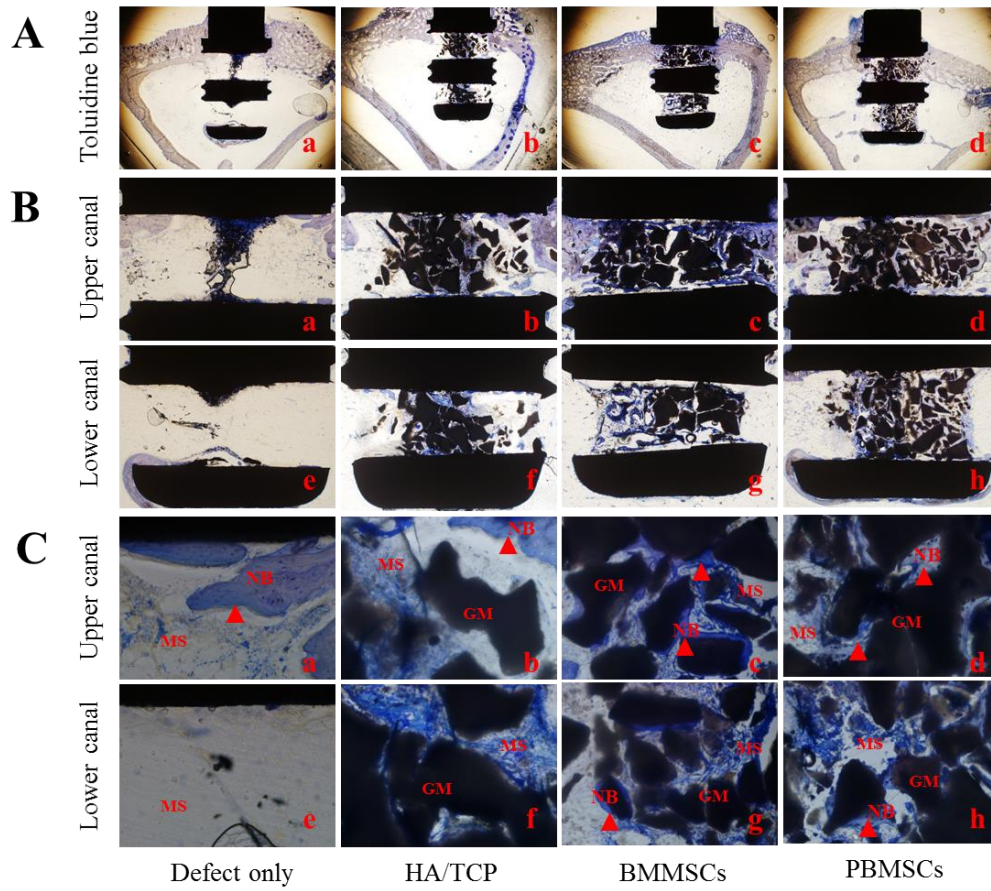 A
Toluidine blue
a
b
c
d
B
Upper canal
a
b
c
d
Lower canal
e
f
g
h
C
Upper canal
NB
MS
a
NB
MS
GM
b
GM
MS
NB
c
NB
MS
GM
d
Lower canal
MS
e
MS
GM
f
MS
NB
GM
g
MS
GM
NB
h
Defect only
HA/TCP
BMMSCs
PBMSCs